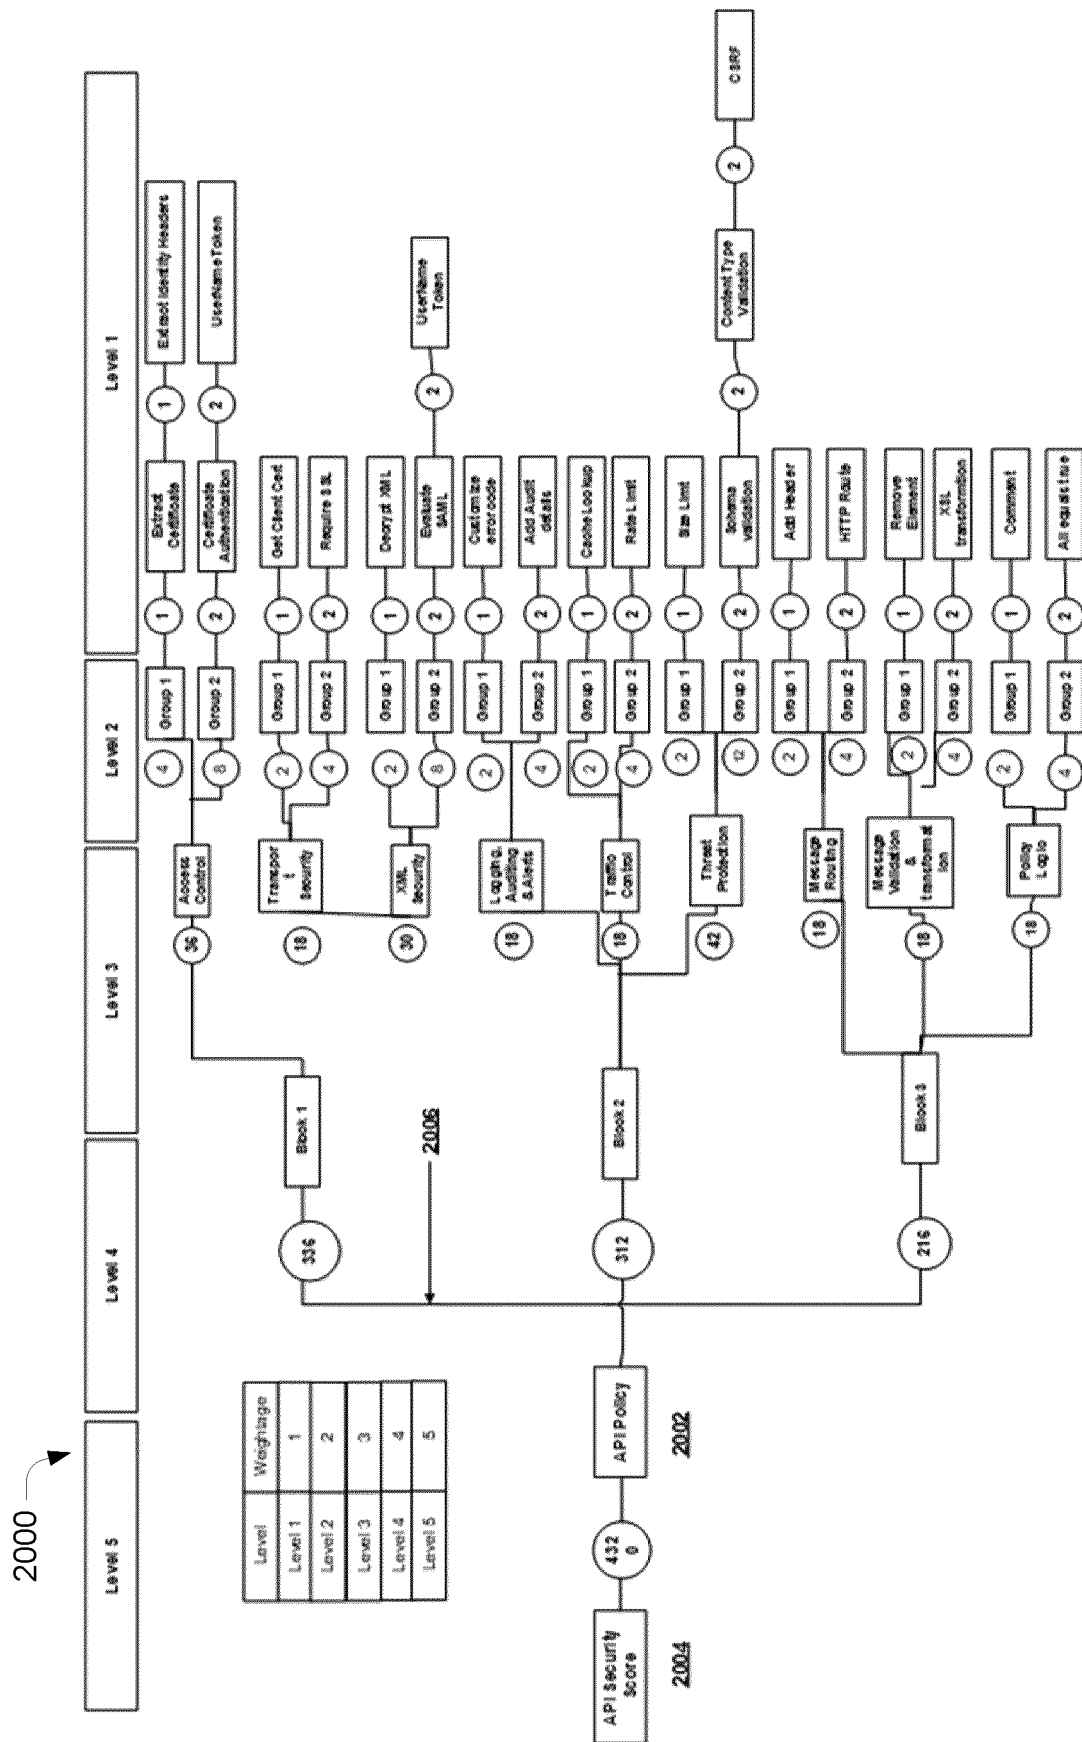 2000
Level 5
Level 4
Level 3
Level 2
Level 1
Level
Weightage
Level 1
1
Level 2
2
Level 3
3
Level 4
4
Level 5
5
API Security
Score
2004
432
0
API Policy
2002
2006
336
Block 1
36
Access
Control
4
Group 1
1
Extract
Certificate
1
Extract Identity Headers
8
Group 2
2
Certificate
Authentication
2
UserName Token
18
Transpor
t
Security
2
Group 1
1
Get Client Cert
4
Group 2
2
Require SSL
30
XML
Security
2
Group 1
1
Decrypt XML
8
Group 2
2
Evaluate
SAML
2
UserName
Token
312
Block 2
18
Logging,
Auditing
& Alerts
2
Group 1
1
Customize
error code
4
Group 2
2
Add Audit
details
18
Traffic
Control
2
Group 1
1
Cache Lookup
4
Group 2
2
Rate Limit
42
Threat
Protection
2
Group 1
1
Size Limit
12
Group 2
2
Schema
validation
2
Content Type
Validation
2
CSRF
216
Block 3
18
Message
Routing
2
Group 1
1
Add Header
4
Group 2
2
HTTP Route
18
Message
Validation
&
transformat
ion
2
Group 1
1
Remove
Element
4
Group 2
2
XSL
transformtion
18
Policy
Logic
2
Group 1
1
Comment
4
Group 2
2
All equals true